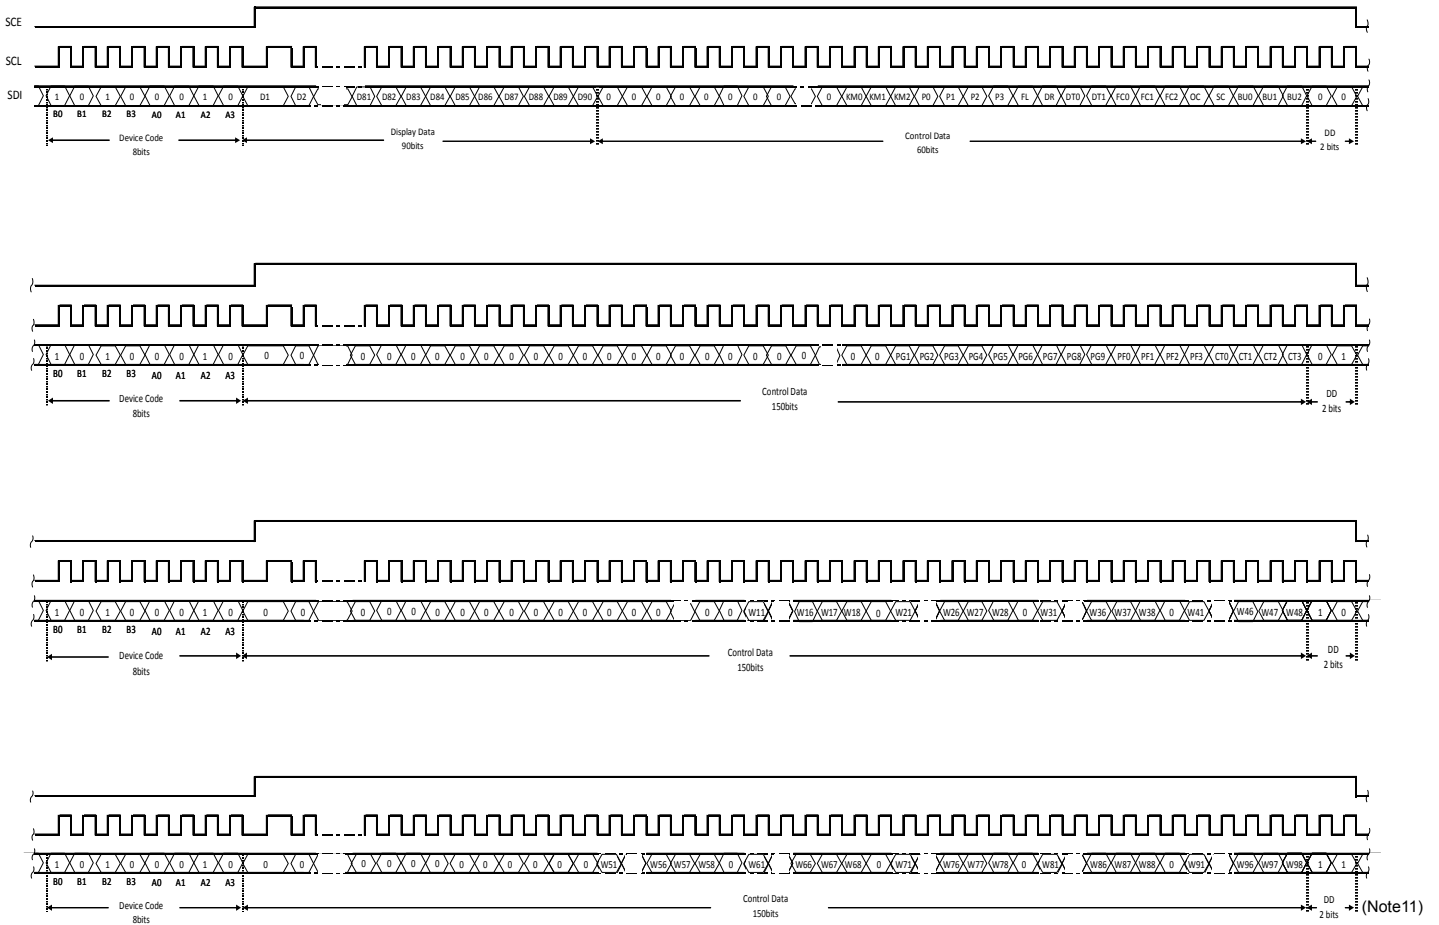 SCE
SCL
SDI 1 0 1 0 0 0 1 0 D1 D2 D81 D82 D83 D84 D85 D86 D87 D88 D89 D90 0 0 0 0 0 0 0 0 0 KM0 KM1 KM2 P0 P1 P2 P3 FL DR DT0 DT1 FC0 FC1 FC2 OC SC BU0 BU1 BU2 0 0
B0 B1 B2 B3 A0 A1 A2 A3
Device Code Display Data Control Data DD
8bits 90bits 60bits 2 bits
1 0 1 0 0 0 1 0 0 0 0 0 0 0 0 0 0 0 0 0 0 0 0 0 0 0 0 0 0 0 0 0 0 PG1 PG2 PG3 PG4 PG5 PG6 PG7 PG8 PG9 PF0 PF1 PF2 PF3 CT0 CT1 CT2 CT3 0 1
B0 B1 B2 B3 A0 A1 A2 A3
Device Code Control Data DD
8bits 150bits 2 bits
1 0 1 0 0 0 1 0 0 0 0 0 0 0 0 0 0 0 0 0 0 0 0 0 0 0 W11 W16 W17 W18 0 W21 W26 W27 W28 0 W31 W36 W37 W38 0 W41 W46 W47 W48 1 0
B0 B1 B2 B3 A0 A1 A2 A3
Device Code Control Data DD
8bits 150bits 2 bits
1 0 1 0 0 0 1 0 0 0 0 0 0 0 0 0 0 0 0 0 W51 W56 W57 W58 0 W61 W66 W67 W68 0 W71 W76 W77 W78 0 W81 W86 W87 W88 0 W91 W96 W97 W98 1 1
B0 B1 B2 B3 A0 A1 A2 A3
Device Code Control Data DD
8bits 150bits 2 bits (Note11)